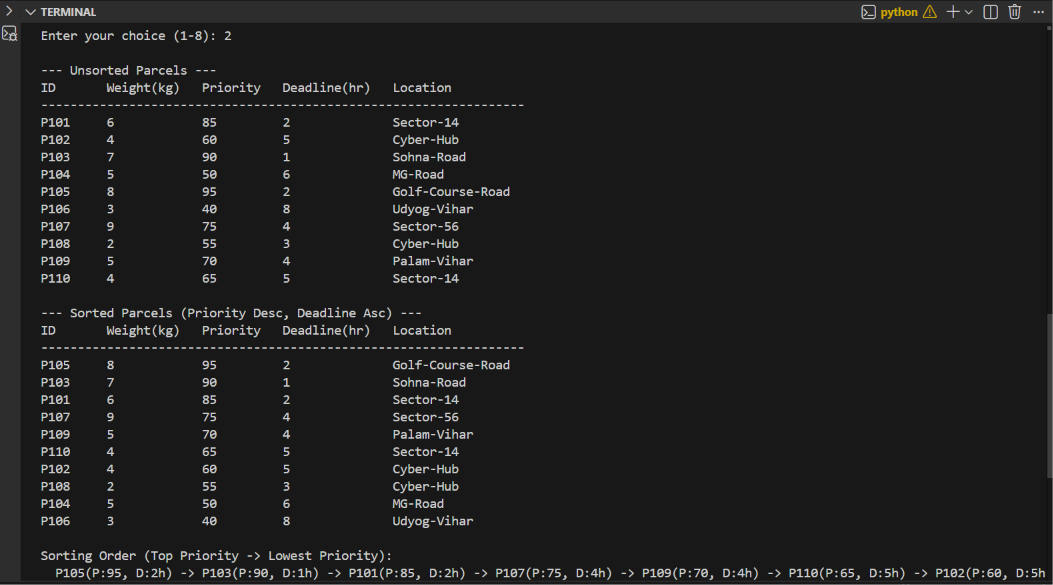 TERMINAL
python
Enter your choice (1-8): 2
--- Unsorted Parcels ---
ID Weight(kg) Priority Deadline(hr) Location
------------------------------------------------------------------
P101 6 85 2 Sector-14
P102 4 60 5 Cyber-Hub
P103 7 90 1 Sohna-Road
P104 5 50 6 MG-Road
P105 8 95 2 Golf-Course-Road
P106 3 40 8 Udyog-Vihar
P107 9 75 4 Sector-56
P108 2 55 3 Cyber-Hub
P109 5 70 4 Palam-Vihar
P110 4 65 5 Sector-14
--- Sorted Parcels (Priority Desc, Deadline Asc) ---
ID Weight(kg) Priority Deadline(hr) Location
------------------------------------------------------------------
P105 8 95 2 Golf-Course-Road
P103 7 90 1 Sohna-Road
P101 6 85 2 Sector-14
P107 9 75 4 Sector-56
P109 5 70 4 Palam-Vihar
P110 4 65 5 Sector-14
P102 4 60 5 Cyber-Hub
P108 2 55 3 Cyber-Hub
P104 5 50 6 MG-Road
P106 3 40 8 Udyog-Vihar
Sorting Order (Top Priority -> Lowest Priority):
P105(P:95, D:2h) -> P103(P:90, D:1h) -> P101(P:85, D:2h) -> P107(P:75, D:4h) -> P109(P:70, D:4h) -> P110(P:65, D:5h) -> P102(P:60, D:5h